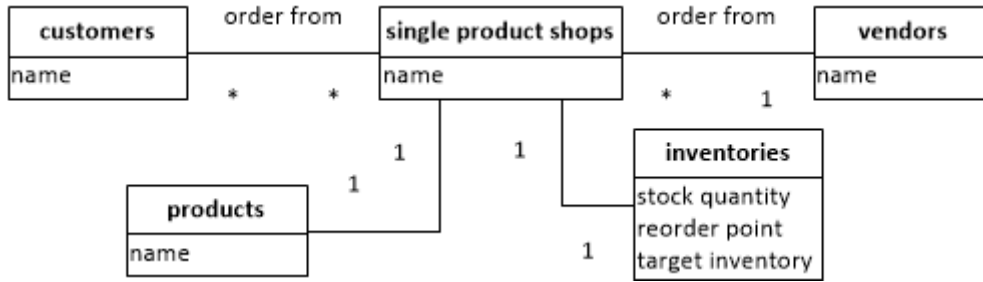 order from
order from
customers
single product shops
vendors
name
name
name
* * * 1
1 1
1
products
name
inventories
stock quantity
reorder point
target inventory
1